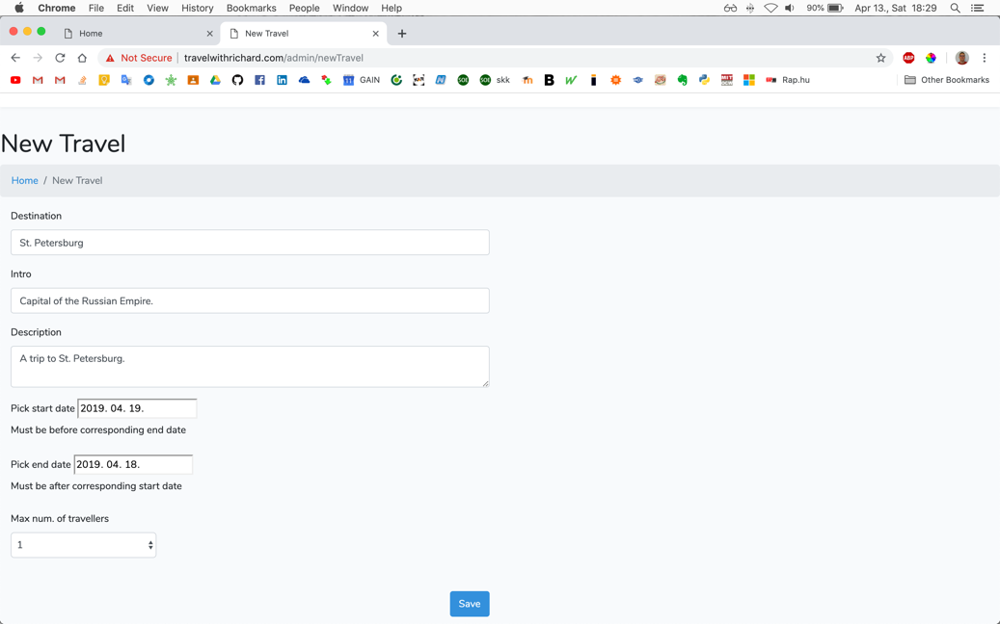 Chrome File Edit View History Bookmarks People Window Help 90% Apr 13., Sat 18:29
Home New Travel
Not Secure travelwithrichard.com/admin/newTravel ABP
GAIN SOE SOE skk Rap.hu Other Bookmarks
New Travel
Home / New Travel
Destination
St. Petersburg
Intro
Capital of the Russian Empire.
Description
A trip to St. Petersburg.
Pick start date 2019. 04. 19.
Must be before corresponding end date
Pick end date 2019. 04. 18.
Must be after corresponding start date
Max num. of travellers
1
Save